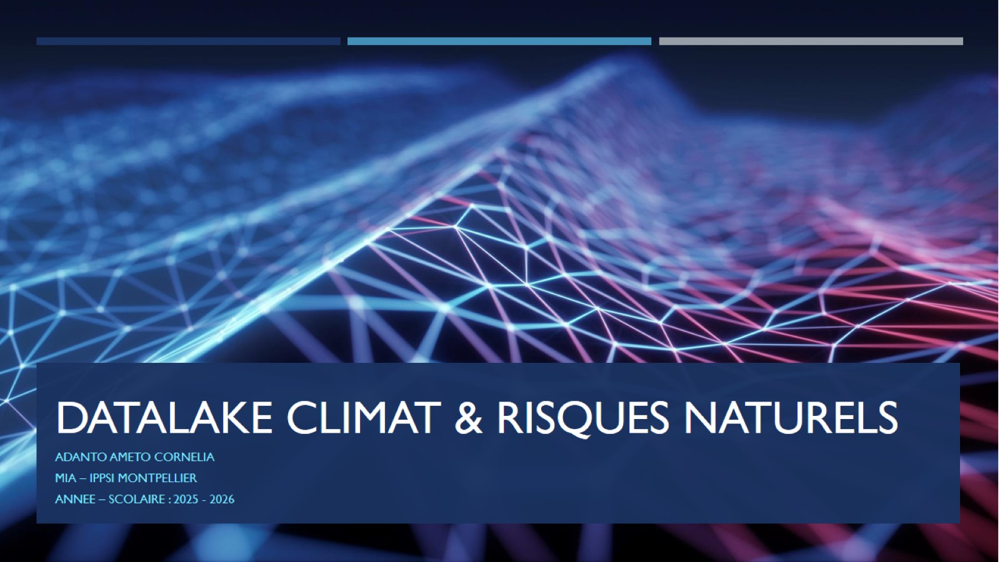 DATALAKE CLIMAT & RISQUES NATURELS
ADANTO AMETO CORNELIA
MIA – IPPSI MONTPELLIER
ANNEE – SCOLAIRE : 2025 - 2026